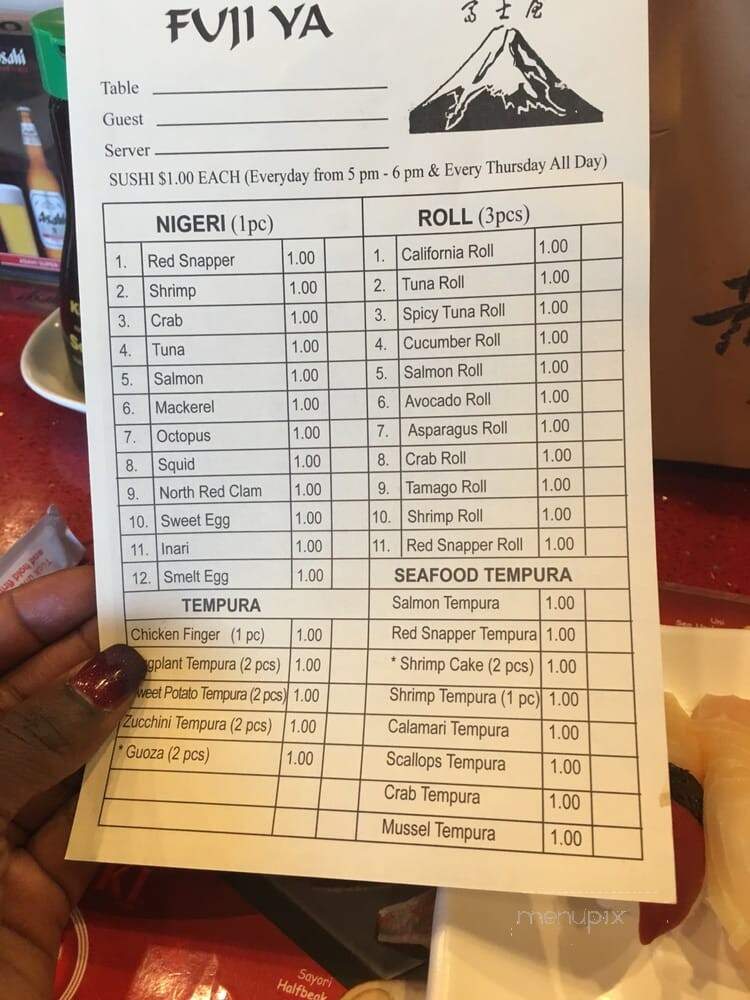 富士屋
FUJI YA
Table
Guest
Server
SUSHI $1.00 EACH (Everyday from 5 pm - 6 pm & Every Thursday All Day)
NIGERI (1pc)
1. Red Snapper 1.00
2. Shrimp 1.00
3. Crab 1.00
4. Tuna 1.00
5. Salmon 1.00
6. Mackerel 1.00
7. Octopus 1.00
8. Squid 1.00
9. North Red Clam 1.00
10. Sweet Egg 1.00
11. Inari 1.00
12. Smelt Egg 1.00
TEMPURA
Chicken Finger (1 pc) 1.00
ggplant Tempura (2 pcs) 1.00
weet Potato Tempura (2 pcs) 1.00
Zucchini Tempura (2 pcs) 1.00
* Guoza (2 pcs) 1.00
ROLL (3pcs)
1. California Roll 1.00
2. Tuna Roll 1.00
3. Spicy Tuna Roll 1.00
4. Cucumber Roll 1.00
5. Salmon Roll 1.00
6. Avocado Roll 1.00
7. Asparagus Roll 1.00
8. Crab Roll 1.00
9. Tamago Roll 1.00
10. Shrimp Roll 1.00
11. Red Snapper Roll 1.00
SEAFOOD TEMPURA
Salmon Tempura 1.00
Red Snapper Tempura 1.00
* Shrimp Cake (2 pcs) 1.00
Shrimp Tempura (1 pc) 1.00
Calamari Tempura 1.00
Scallops Tempura 1.00
Crab Tempura 1.00
Mussel Tempura 1.00
menupix
Sayori
Halfbeak
Uni
Asahi